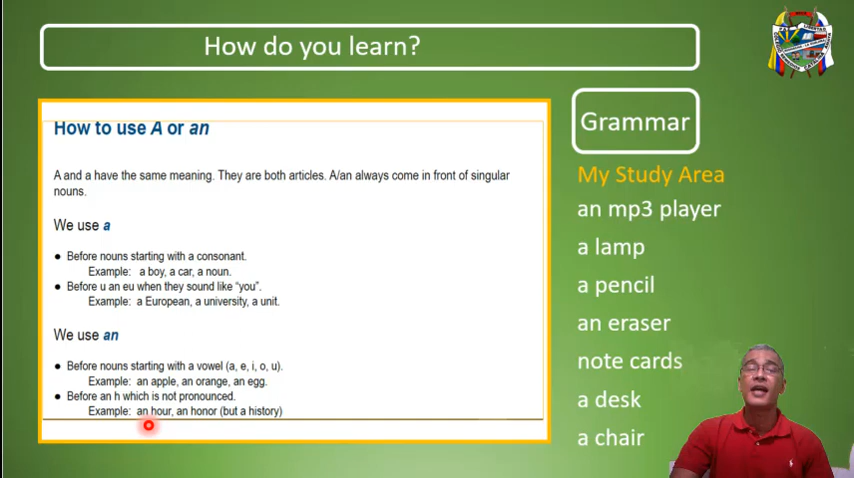 How do you learn?
How to use A or an
A and a have the same meaning. They are both articles. A/an always come in front of singular
nouns.
We use a
● Before nouns starting with a consonant.
Example: a boy, a car, a noun.
● Before u an eu when they sound like “you”.
Example: a European, a university, a unit.
We use an
● Before nouns starting with a vowel (a, e, i, o, u).
Example: an apple, an orange, an egg.
● Before an h which is not pronounced.
Example: an hour, an honor (but a history)
Grammar
My Study Area
an mp3 player
a lamp
a pencil
an eraser
note cards
a desk
a chair